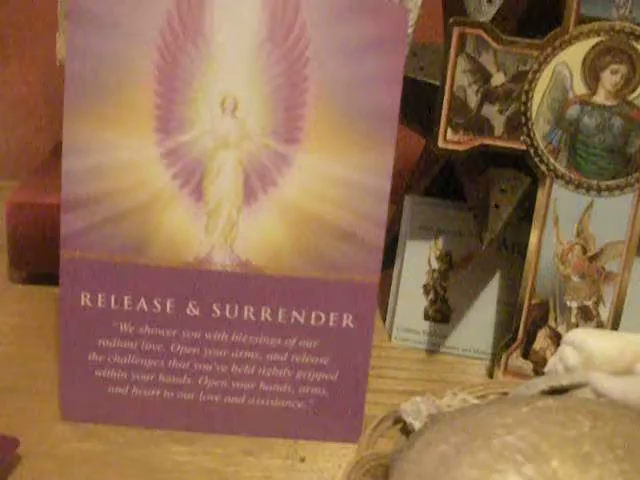 RELEASE & SURRENDER
"We shower you with blessings of our
radiant love. Open your arms, and release
the challenges that you've held tightly gripped
within your hands. Open your hands, arms,
and heart to our love and assistance."